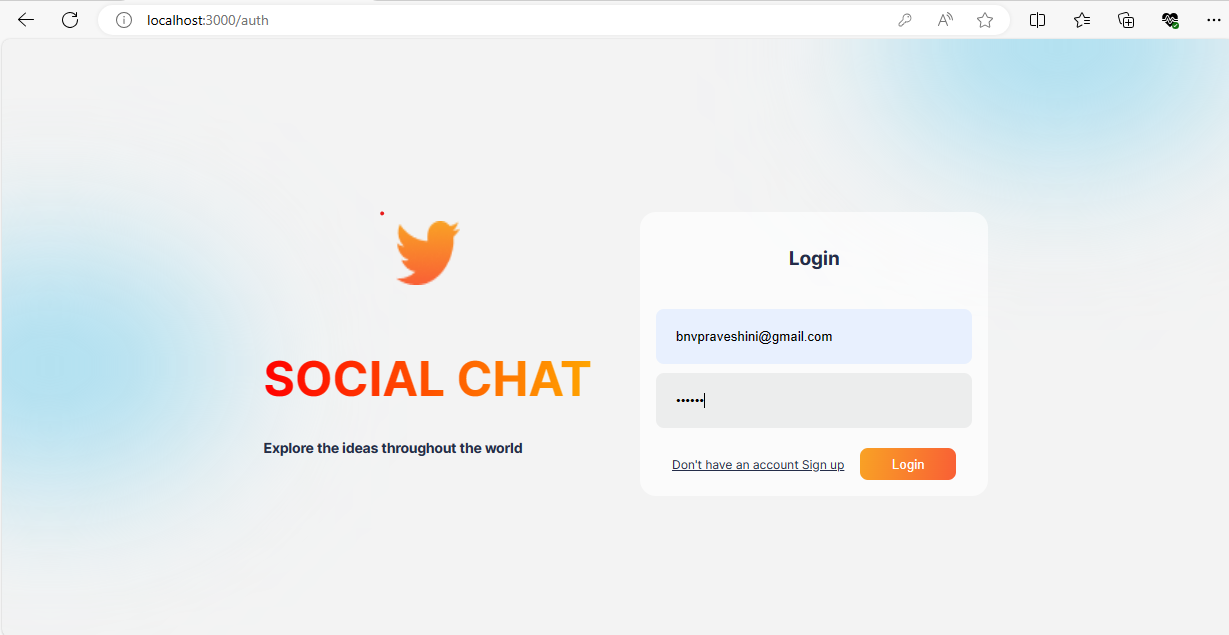 localhost:3000/auth
Login
bnvpraveshini@gmail.com
••••••
SOCIAL CHAT
Explore the ideas throughout the world
Don't have an account Sign up
Login